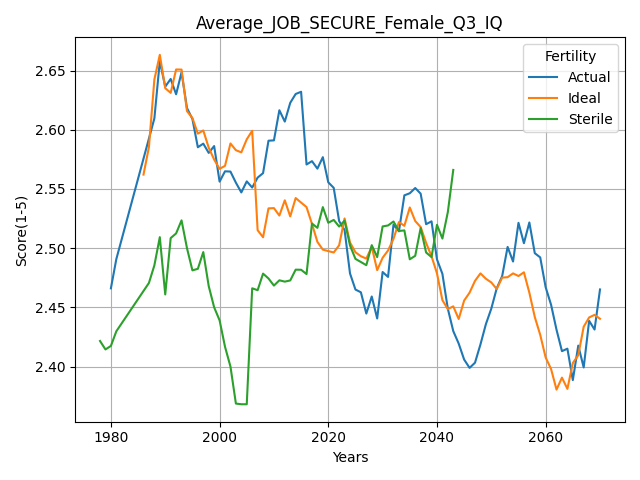 Average_JOB_SECURE_Female_Q3_IQ
Fertility
Actual
Ideal
Sterile
Score(1-5)
2.65
2.60
2.55
2.50
2.45
2.40
1980 2000 2020 2040 2060
Years